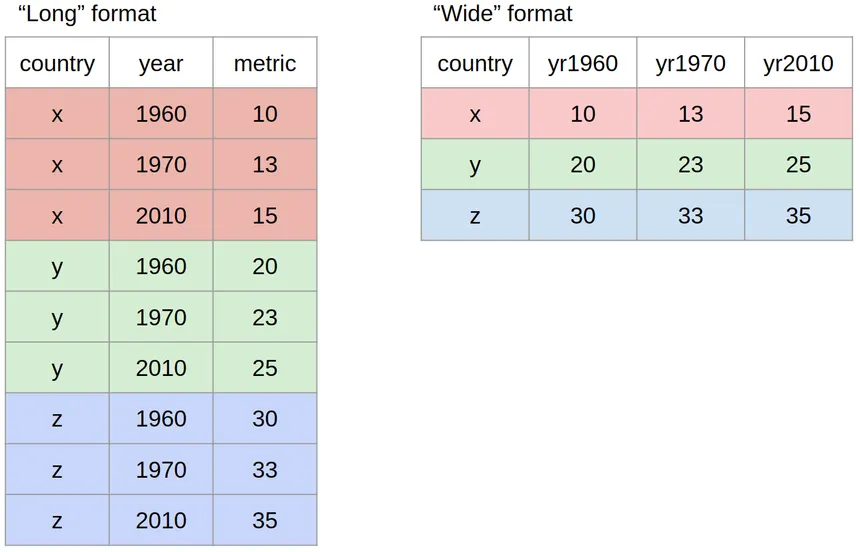 “Long” format
country year metric
x 1960 10
x 1970 13
x 2010 15
y 1960 20
y 1970 23
y 2010 25
z 1960 30
z 1970 33
z 2010 35
“Wide” format
country yr1960 yr1970 yr2010
x 10 13 15
y 20 23 25
z 30 33 35